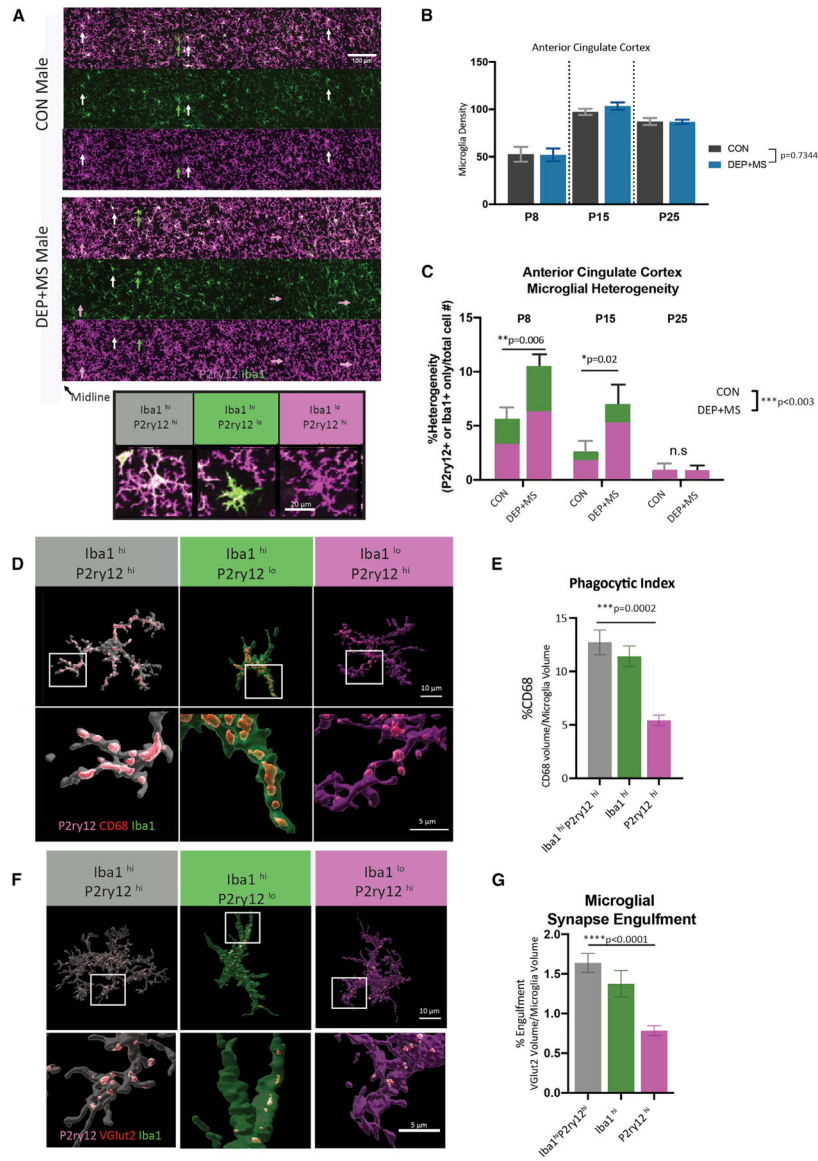 A
CON Male
100 µm
DEP+MS Male
P2ry12 Iba1
Midline
Iba1 hi
P2ry12 hi
Iba1 hi
P2ry12 lo
Iba1 lo
P2ry12 hi
20 µm
B
Anterior Cingulate Cortex
Microglia Density
150
100
50
0
P8
P15
P25
CON
DEP+MS
p=0.7344
C
Anterior Cingulate Cortex
Microglial Heterogeneity
P8
P15
P25
%Heterogeneity
(P2ry12+ or Iba1+ only/total cell #)
15
10
5
0
**p=0.006
*p=0.02
n.s
CON
DEP+MS
***p<0.003
CON
DEP+MS
CON
DEP+MS
CON
DEP+MS
D
Iba1 hi
P2ry12 hi
Iba1 hi
P2ry12 lo
Iba1 lo
P2ry12 hi
10 µm
P2ry12 CD68 Iba1
5 µm
E
Phagocytic Index
%CD68
CD68 volume/Microglia Volume
15
10
5
0
***p=0.0002
Iba1 hi P2ry12 hi
Iba1 hi
P2ry12 hi
F
Iba1 hi
P2ry12 hi
Iba1 hi
P2ry12 lo
Iba1 lo
P2ry12 hi
10 µm
P2ry12 VGlut2 Iba1
5 µm
G
Microglial
Synapse Engulfment
% Engulfment
VGlut2 Volume/Microglia Volume
2.0
1.5
1.0
0.5
0.0
****p<0.0001
Iba1hiP2ry12hi
Iba1 hi
P2ry12 hi